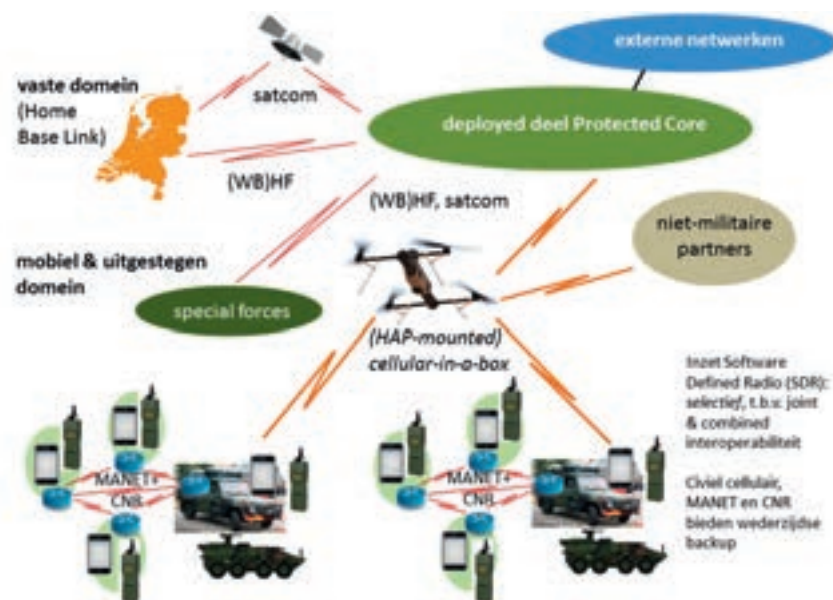 externe netwerken
vaste domein
(Home
Base Link)
satcom
deployed deel Protected Core
(WB)HF
(WB)HF, satcom
niet-militaire
partners
mobiel & uitgestegen
domein
special forces
(HAP-mounted)
cellular-in-a-box
Inzet Software
Defined Radio (SDR):
selectief, t.b.v. joint
& combined
interoperabiliteit
MANET+
CNR
MANET+
CNR
Civiel cellulair,
MANET en CNR
bieden wederzijdse
backup